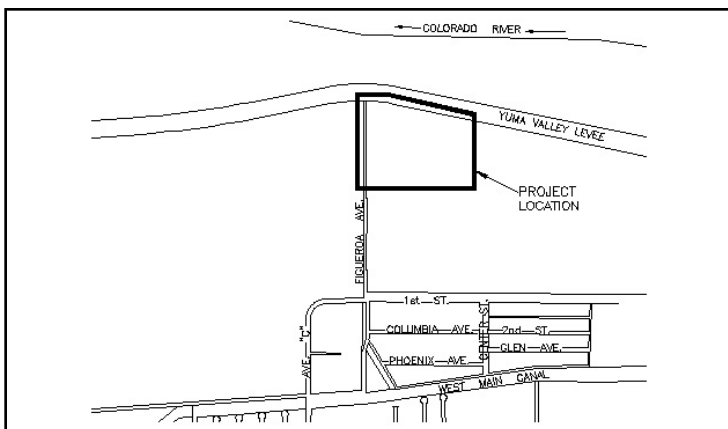 COLORADO RIVER
YUMA VALLEY LEVEE
PROJECT
LOCATION
FIGUEROA AVE.
1st ST.
AVE. "C"
COLUMBIA AVE.
CENTER ST.
2nd ST.
GLEN AVE.
PHOENIX AVE.
WEST MAIN CANAL